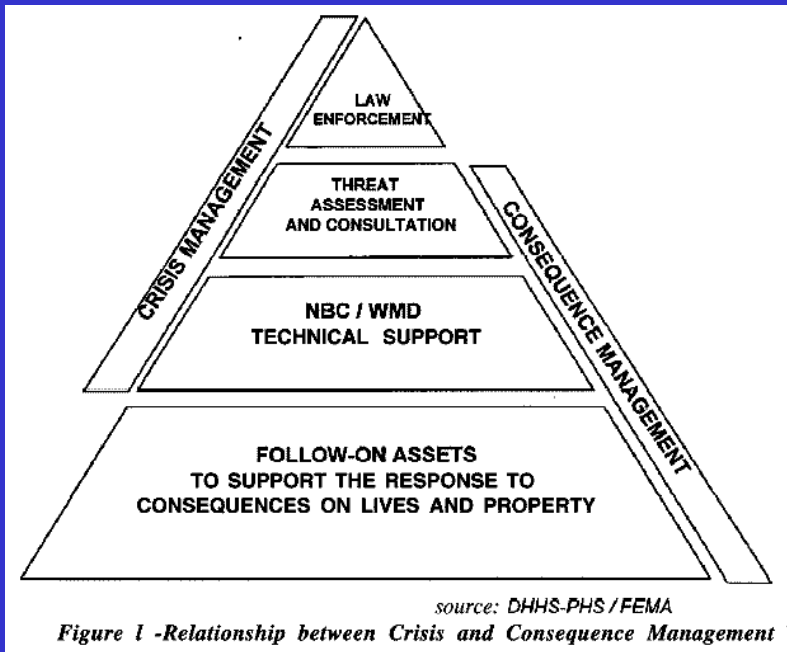 LAW
ENFORCEMENT
THREAT
ASSESSMENT
AND CONSULTATION
CRISIS MANAGEMENT
CONSEQUENCE MANAGEMENT
NBC / WMD
TECHNICAL SUPPORT
FOLLOW-ON ASSETS
TO SUPPORT THE RESPONSE TO
CONSEQUENCES ON LIVES AND PROPERTY
source: DHHS-PHS / FEMA
Figure l -Relationship between Crisis and Consequence Management